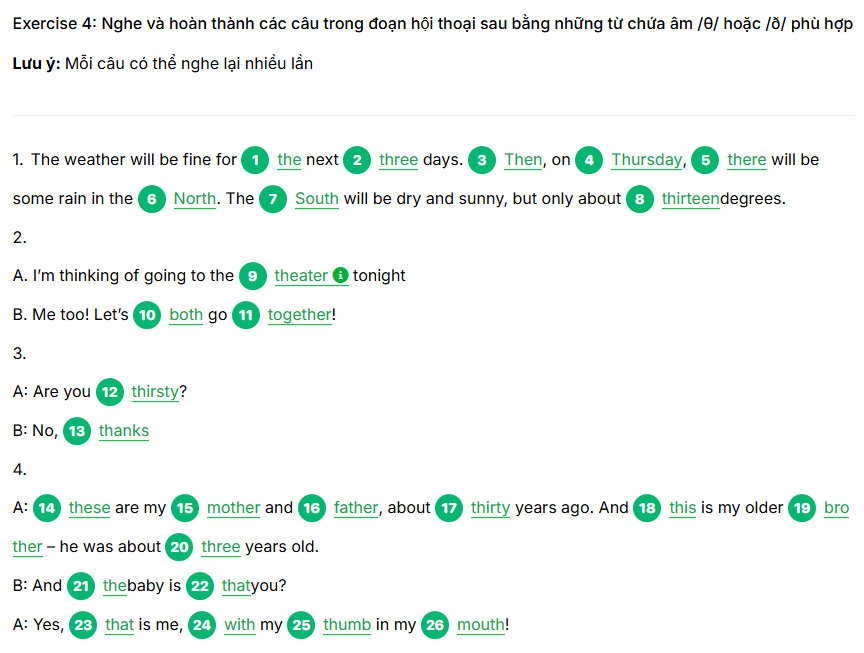 Exercise 4: Nghe và hoàn thành các câu trong đoạn hội thoại sau bằng những từ chứa âm /θ/ hoặc /ð/ phù hợp
Lưu ý: Mỗi câu có thể nghe lại nhiều lần
1. The weather will be fine for 1 the next 2 three days. 3 Then, on 4 Thursday, 5 there will be
some rain in the 6 North. The 7 South will be dry and sunny, but only about 8 thirteendegrees.
2.
A. I’m thinking of going to the 9 theater i tonight
B. Me too! Let’s 10 both go 11 together!
3.
A: Are you 12 thirsty?
B: No, 13 thanks
4.
A: 14 these are my 15 mother and 16 father, about 17 thirty years ago. And 18 this is my older 19 bro
ther – he was about 20 three years old.
B: And 21 thebaby is 22 thatyou?
A: Yes, 23 that is me, 24 with my 25 thumb in my 26 mouth!